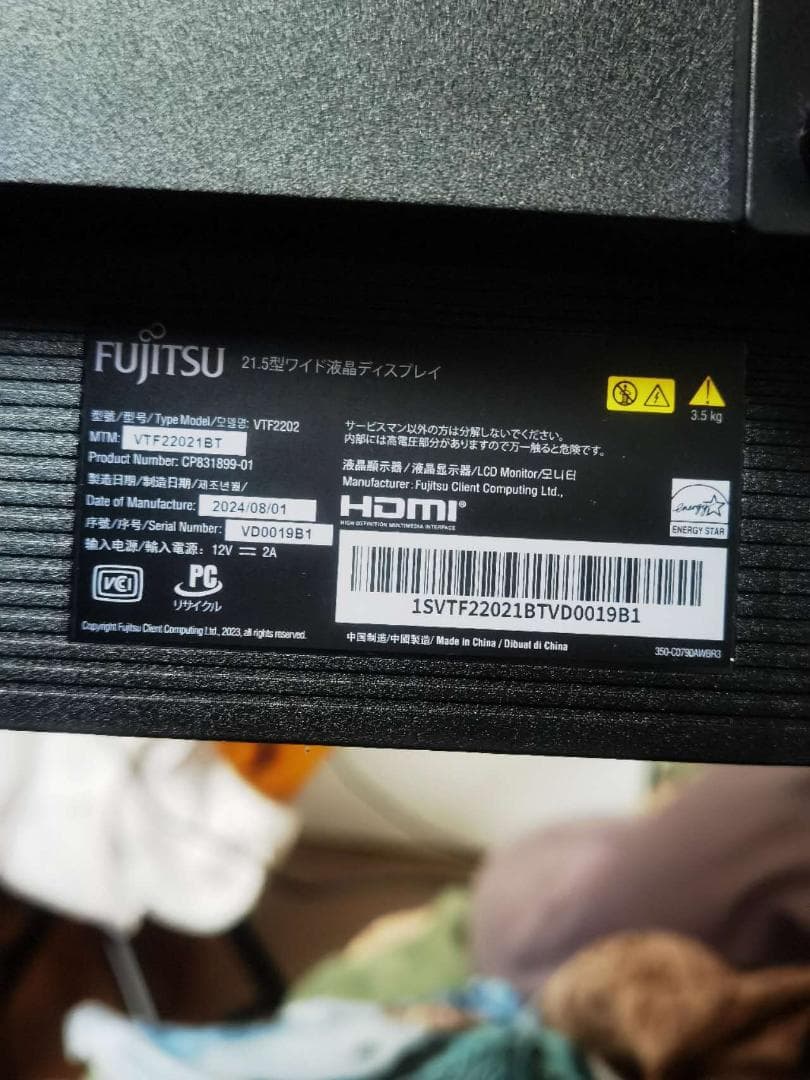 FUJITSU 21.5型ワイド液晶ディスプレイ
3.5 kg
型號/型号/Type Model/모델명: VTF2202
MTM: VTF22021BT
Product Number: CP831899-01
製造日期/制造日期/제조년월/
Date of Manufacture: 2024/08/01
序號/序号/Serial Number: VD0019B1
输入电源/輸入電源: 12V ⎓ 2A
VCI
PC
リサイクル
Copyright Fujitsu Client Computing Ltd., 2023, all rights reserved.
サービスマン以外の方は分解しないでください。
内部には高電圧部分がありますので万一触ると危険です。
液晶顯示器/液晶显示器/LCD Monitor/모니터
Manufacturer: Fujitsu Client Computing Ltd.,
HDMI®
HIGH-DEFINITION MULTIMEDIA INTERFACE
energy
ENERGY STAR
1SVTF22021BTVD0019B1
中国制造/中國製造/ Made in China / Dibuat di China
350-C0790AWBR3